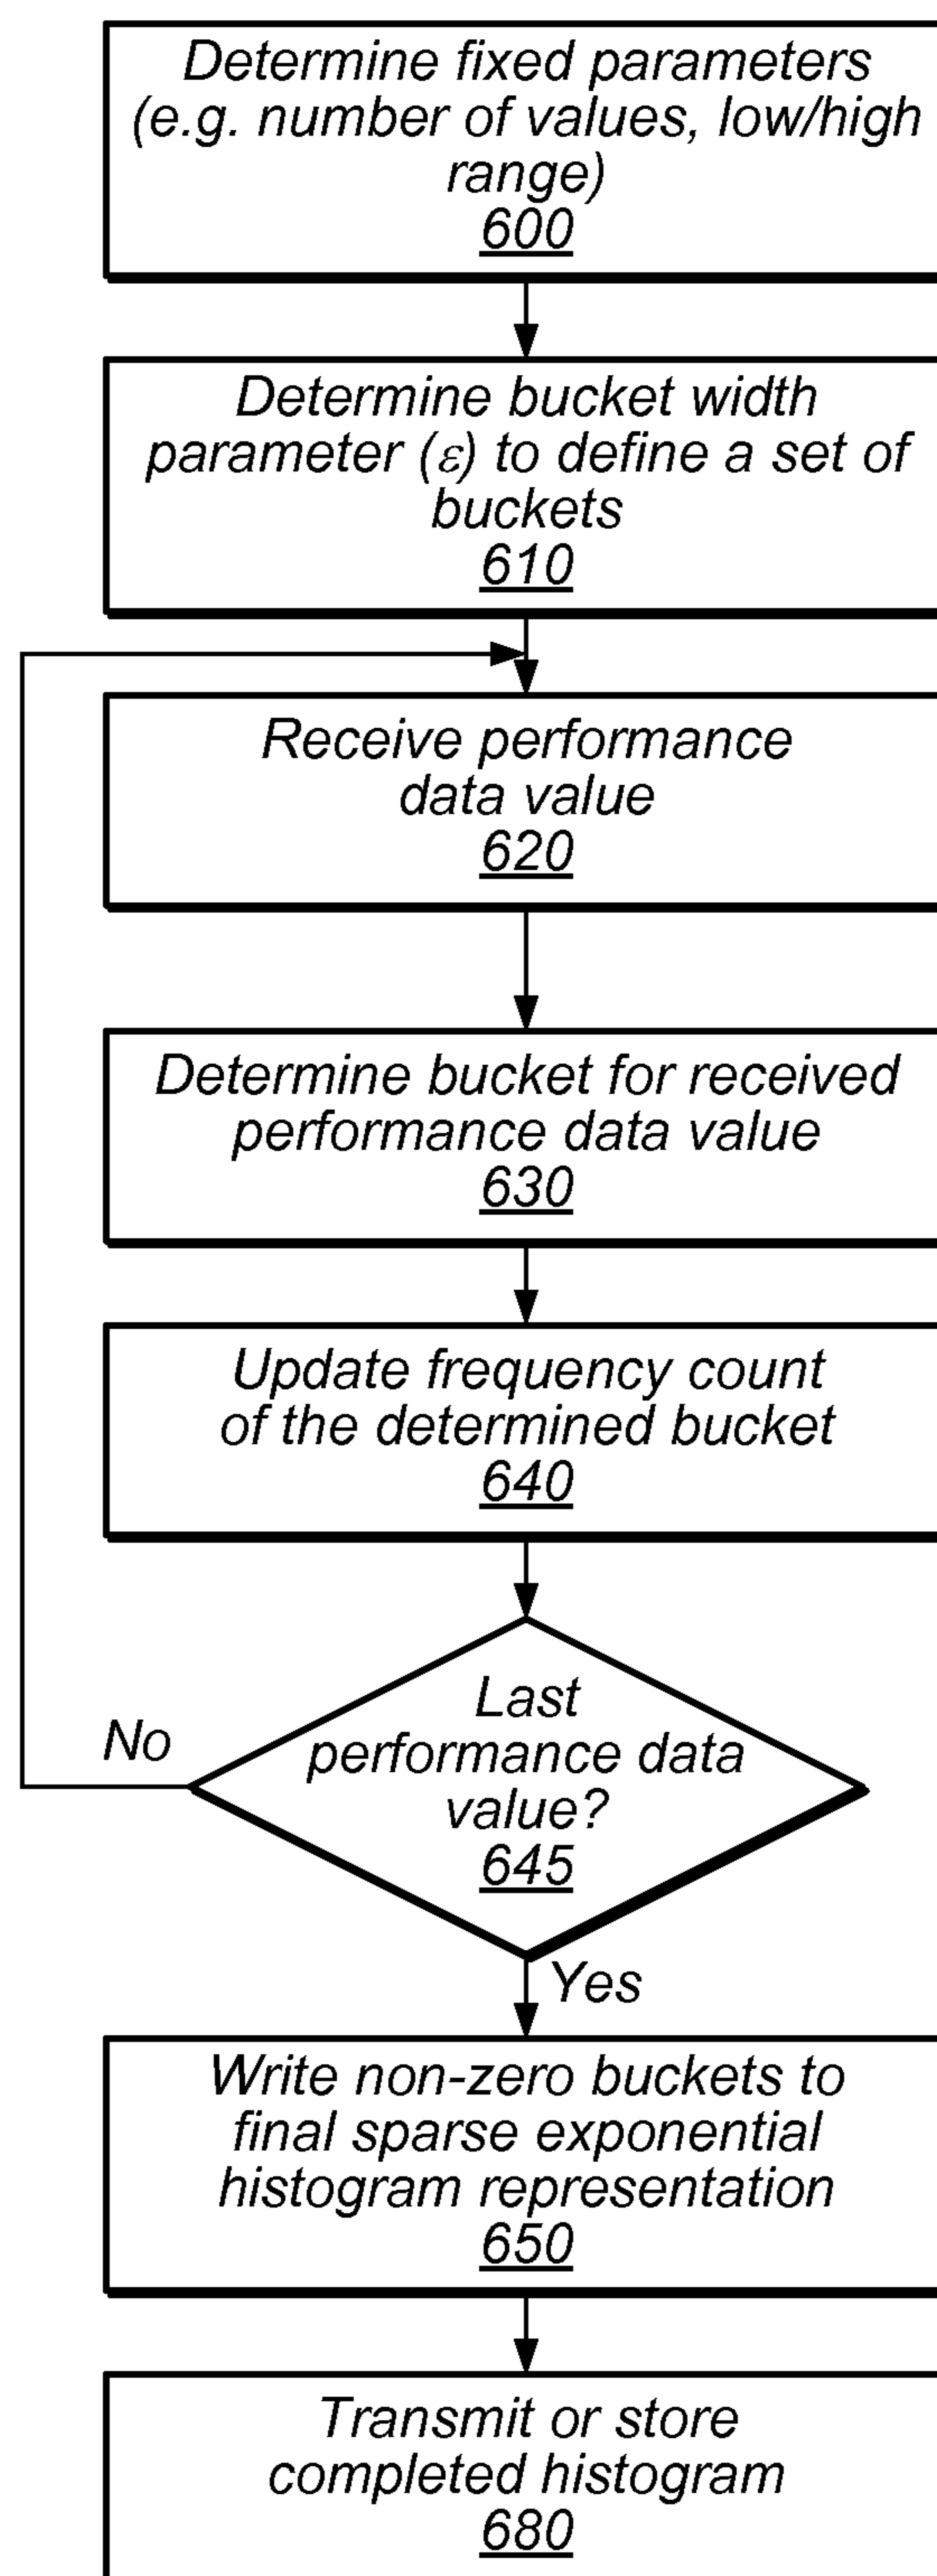 Determine fixed parameters
(e.g. number of values, low/high
range)
600
Determine bucket width
parameter (ε) to define a set of
buckets
610
Receive performance
data value
620
Determine bucket for received
performance data value
630
Update frequency count
of the determined bucket
640
Last
performance data
value?
645
No
Yes
Write non-zero buckets to
final sparse exponential
histogram representation
650
Transmit or store
completed histogram
680